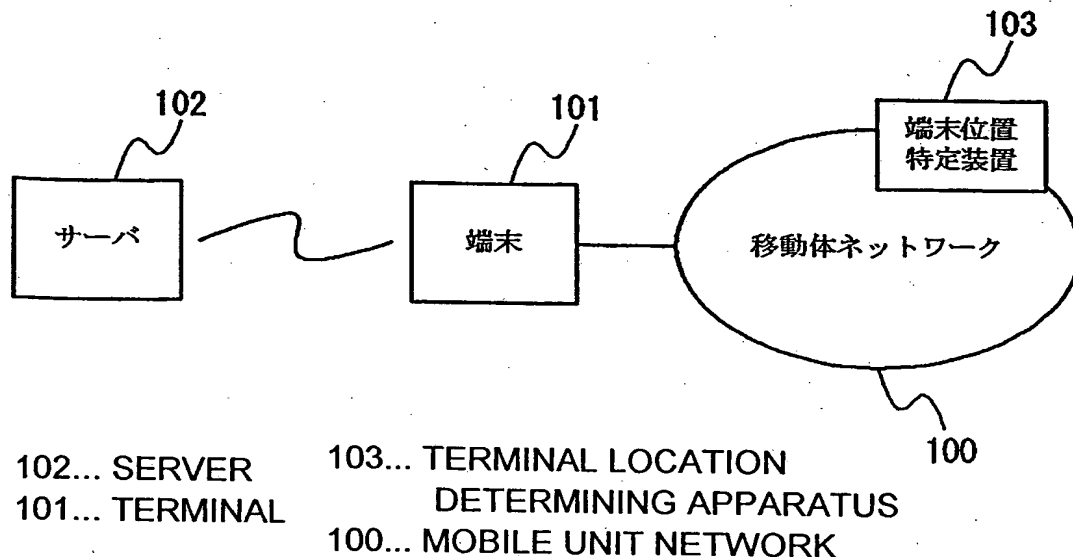 103
102
101
端末位置
特定装置
サーバ
端末
移動体ネットワーク
100
102... SERVER
101... TERMINAL
103... TERMINAL LOCATION
DETERMINING APPARATUS
100... MOBILE UNIT NETWORK